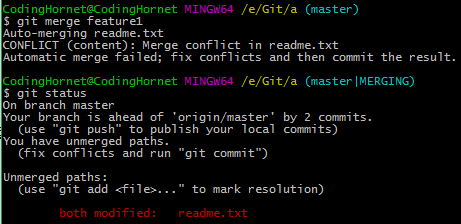 CodingHornet@CodingHornet MINGW64 /e/Git/a (master)
$ git merge feature1
Auto-merging readme.txt
CONFLICT (content): Merge conflict in readme.txt
Automatic merge failed; fix conflicts and then commit the result.
CodingHornet@CodingHornet MINGW64 /e/Git/a (master|MERGING)
$ git status
On branch master
Your branch is ahead of 'origin/master' by 2 commits.
  (use "git push" to publish your local commits)
You have unmerged paths.
  (fix conflicts and run "git commit")
Unmerged paths:
  (use "git add <file>..." to mark resolution)
        both modified:   readme.txt